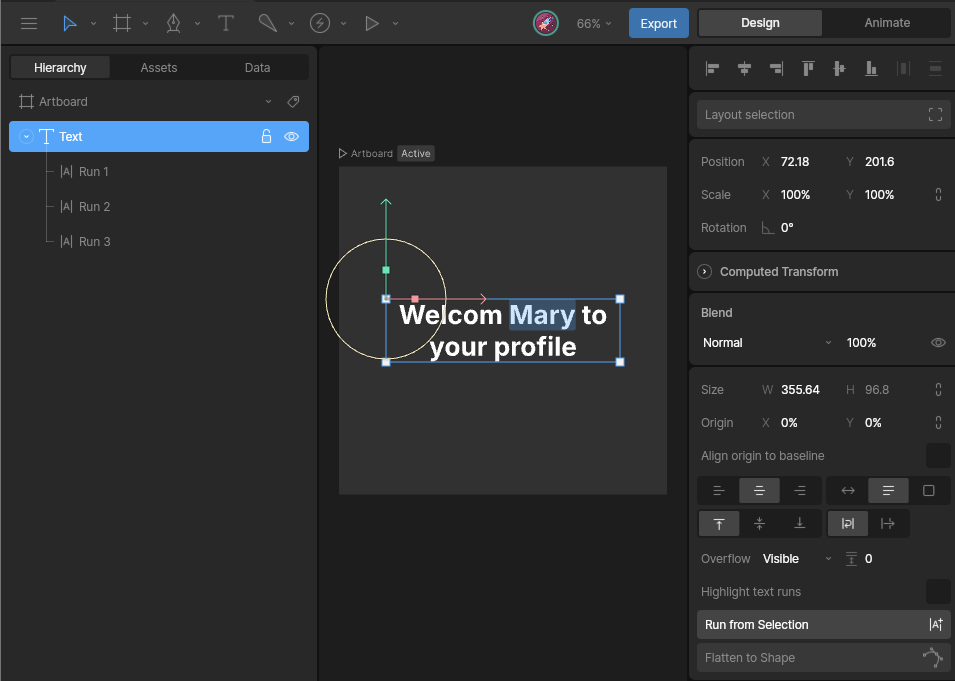 66%
Export
Design
Animate
Hierarchy
Assets
Data
Artboard
Text
Run 1
Run 2
Run 3
Artboard Active
Welcom Mary to
your profile
Layout selection
Position X 72.18 Y 201.6
Scale X 100% Y 100%
Rotation 0°
Computed Transform
Blend
Normal 100%
Size W 355.64 H 96.8
Origin X 0% Y 0%
Align origin to baseline
Overflow Visible 0
Highlight text runs
Run from Selection
Flatten to Shape